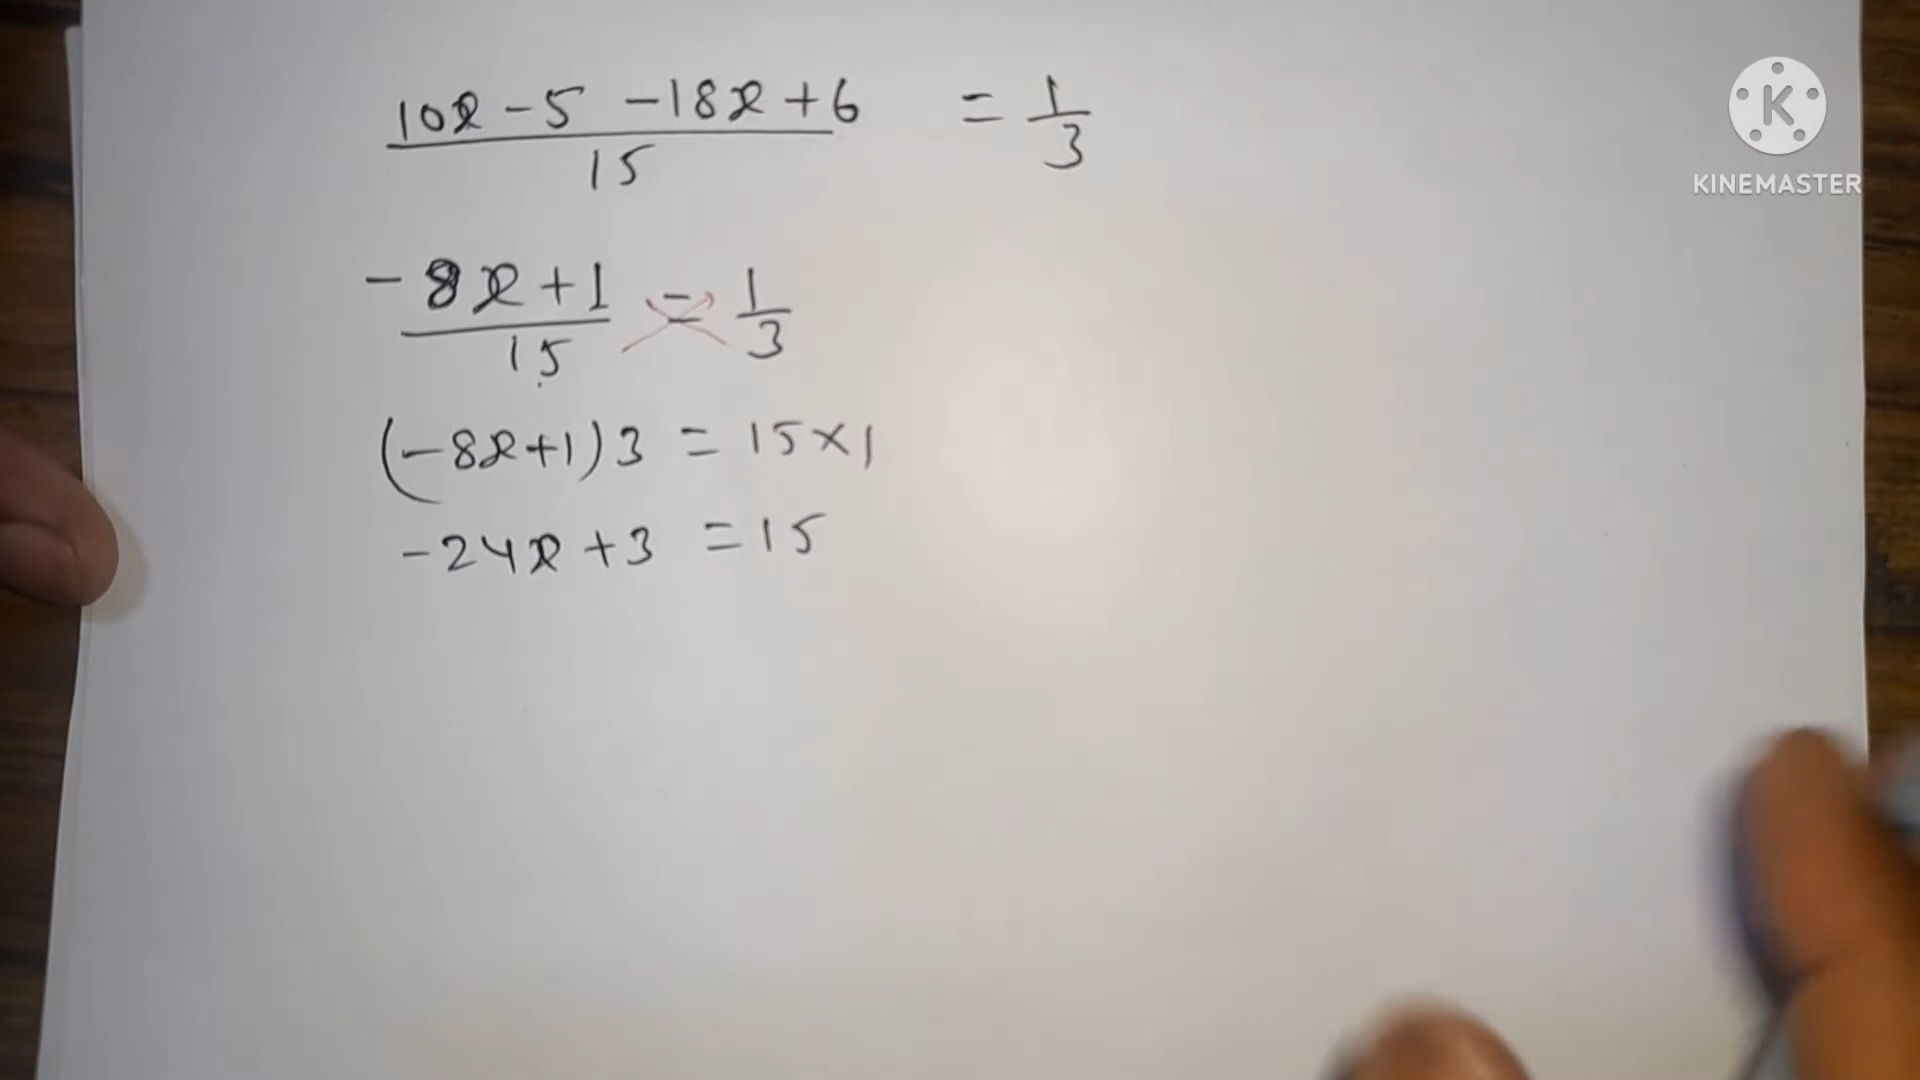 10x - 5 - 18x + 6 = 1
15 3
K
KINEMASTER
- 8x + 1 = 1
15 3
(-8x+1)3 = 15×1
-24x + 3 = 15